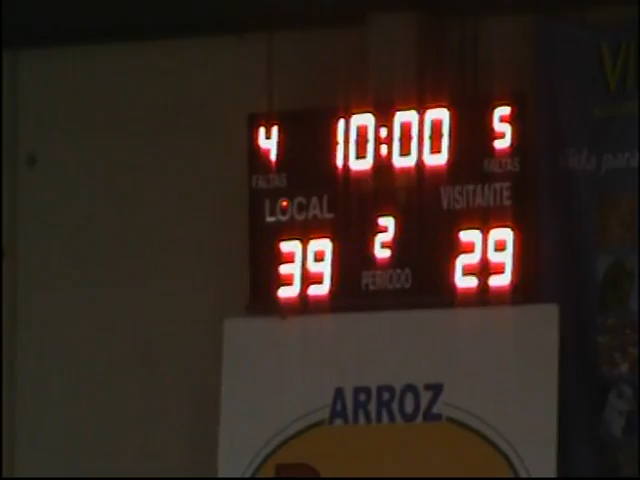 4 10:00 5
FALTAS FALTAS
LOCAL VISITANTE
39 2 29
PERIODO
ARROZ